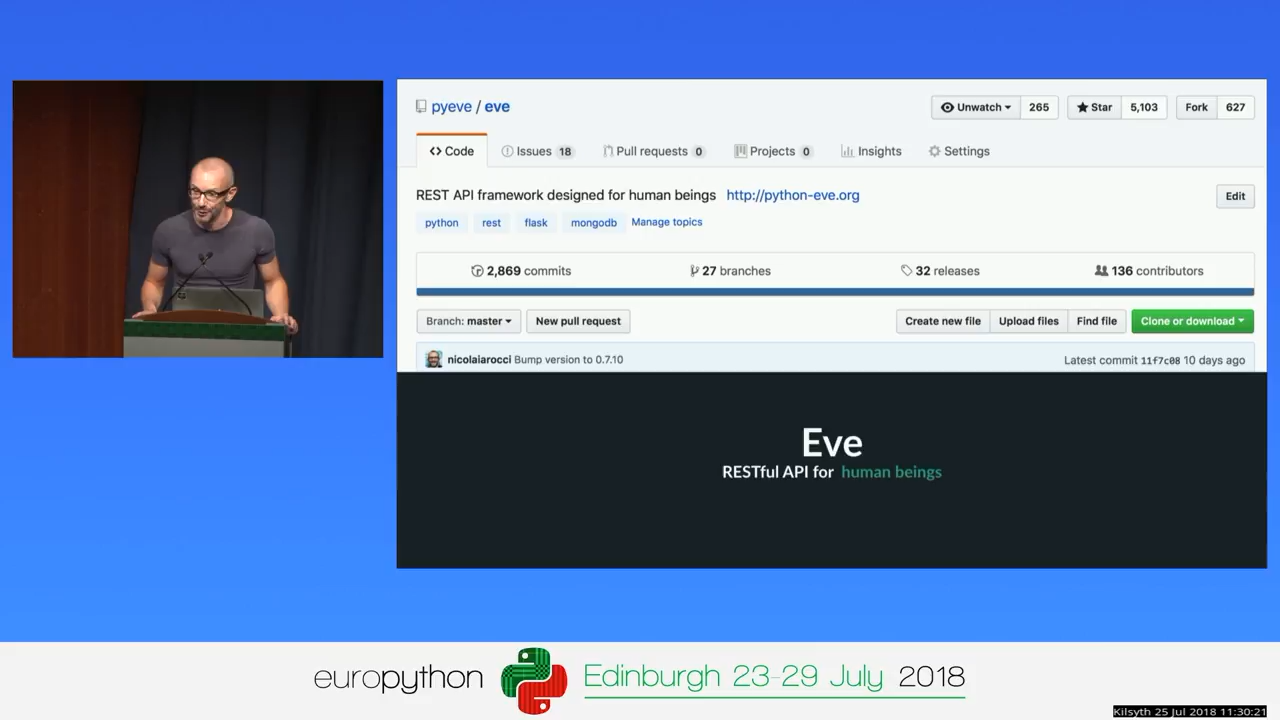 pyeve / eve
Unwatch 265
Star 5,103
Fork 627
Code
Issues 18
Pull requests 0
Projects 0
Insights
Settings
REST API framework designed for human beings http://python-eve.org
Edit
python rest flask mongodb Manage topics
2,869 commits
27 branches
32 releases
136 contributors
Branch: master
New pull request
Create new file
Upload files
Find file
Clone or download
nicolaiarocci Bump version to 0.7.10
Latest commit 11f7c08 10 days ago
Eve
RESTful API for human beings
europython
Edinburgh 23-29 July 2018
Kilsyth 25 Jul 2018 11:30:21